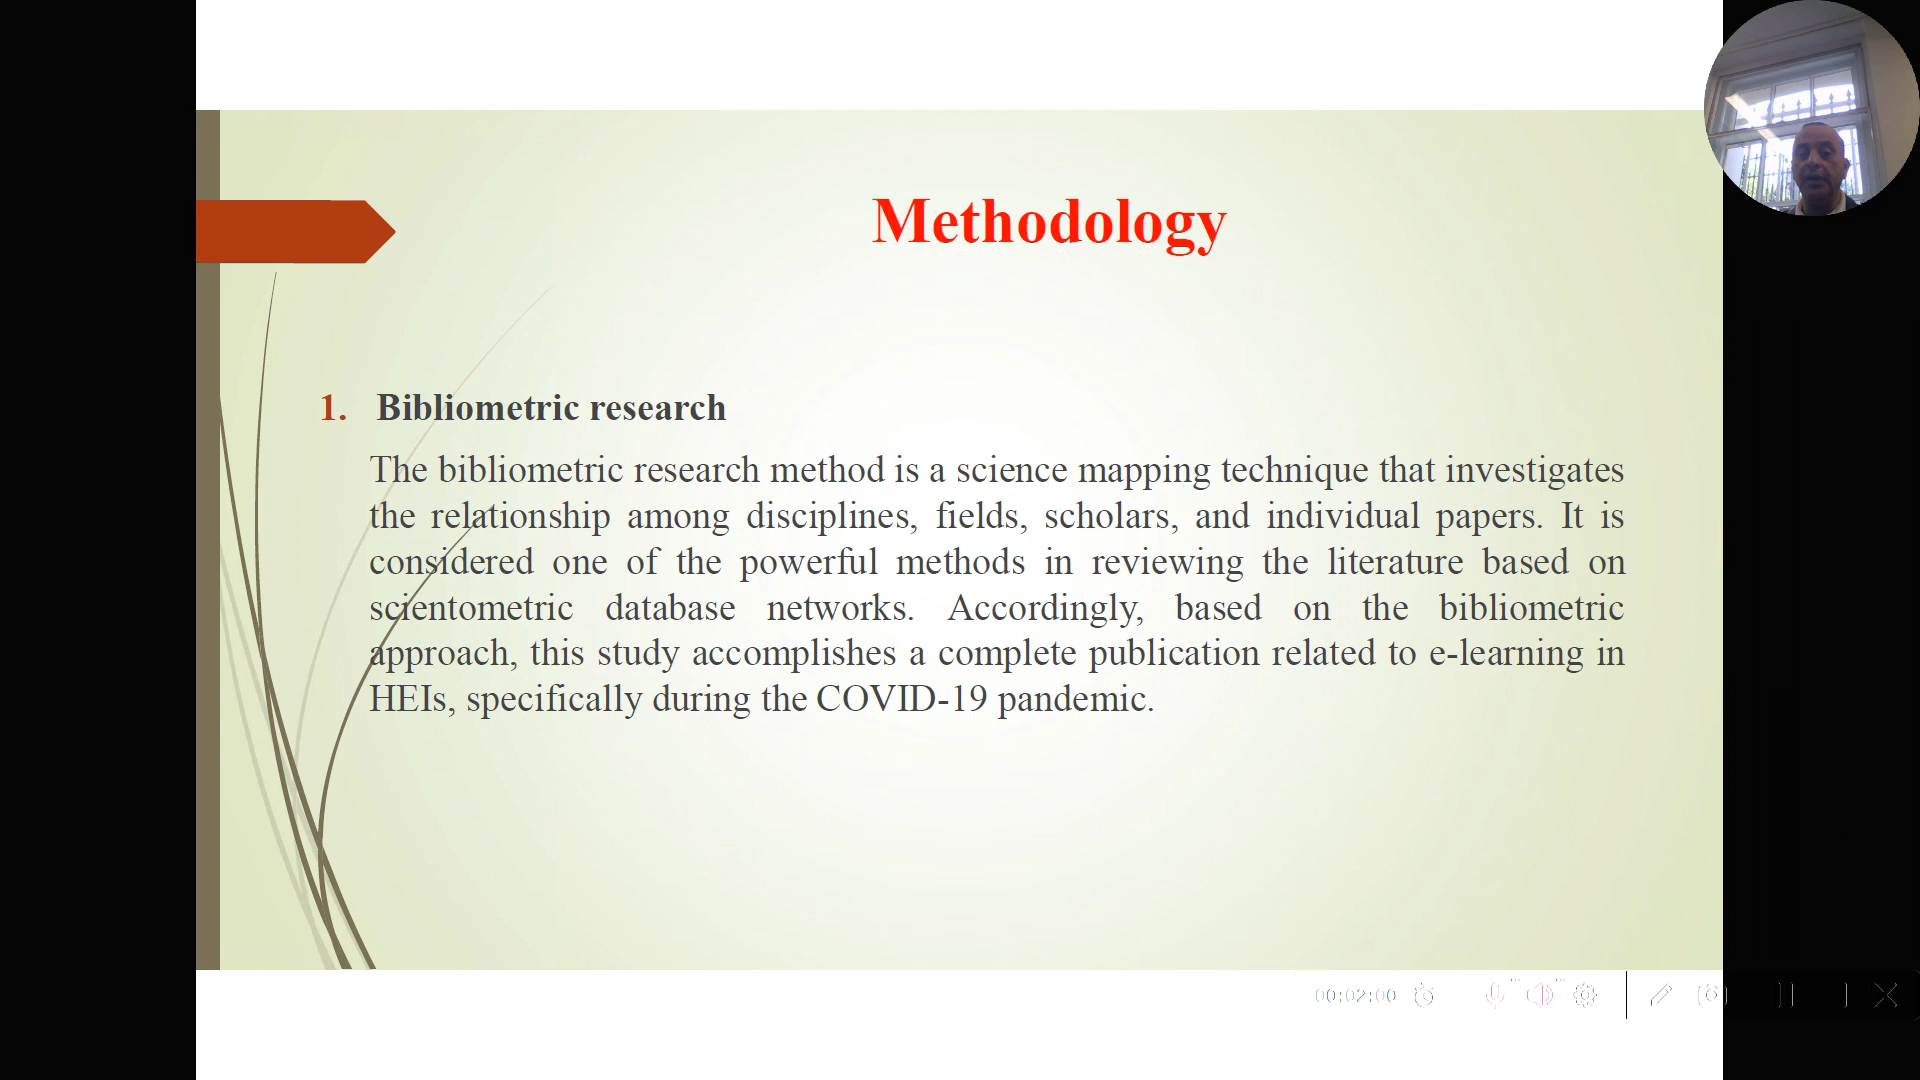 Methodology
1. Bibliometric research
The bibliometric research method is a science mapping technique that investigates
the relationship among disciplines, fields, scholars, and individual papers. It is
considered one of the powerful methods in reviewing the literature based on
scientometric database networks. Accordingly, based on the bibliometric
approach, this study accomplishes a complete publication related to e-learning in
HEIs, specifically during the COVID-19 pandemic.
00:02:00